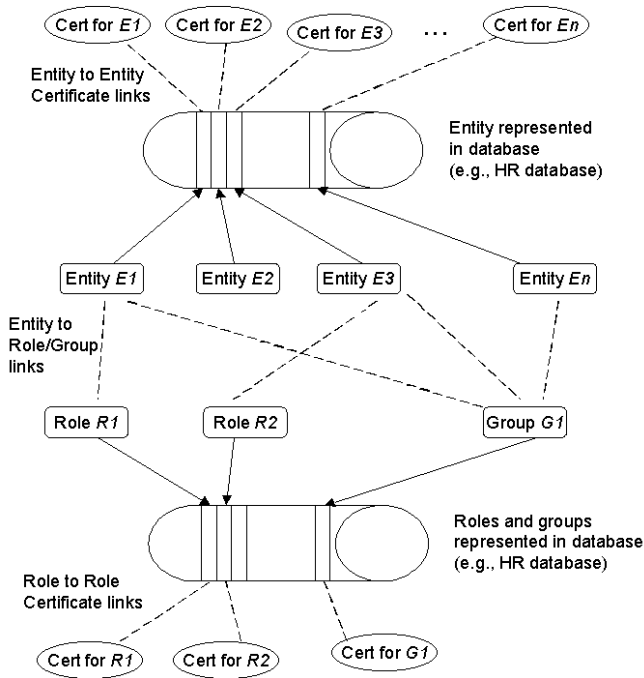 Cert for E1
Cert for E2
Cert for E3
...
Cert for En
Entity to Entity
Certificate links
Entity represented
in database
(e.g., HR database)
Entity E1
Entity E2
Entity E3
Entity En
Entity to
Role/Group
links
Role R1
Role R2
Group G1
Roles and groups
represented in database
(e.g., HR database)
Role to Role
Certificate links
Cert for R1
Cert for R2
Cert for G1